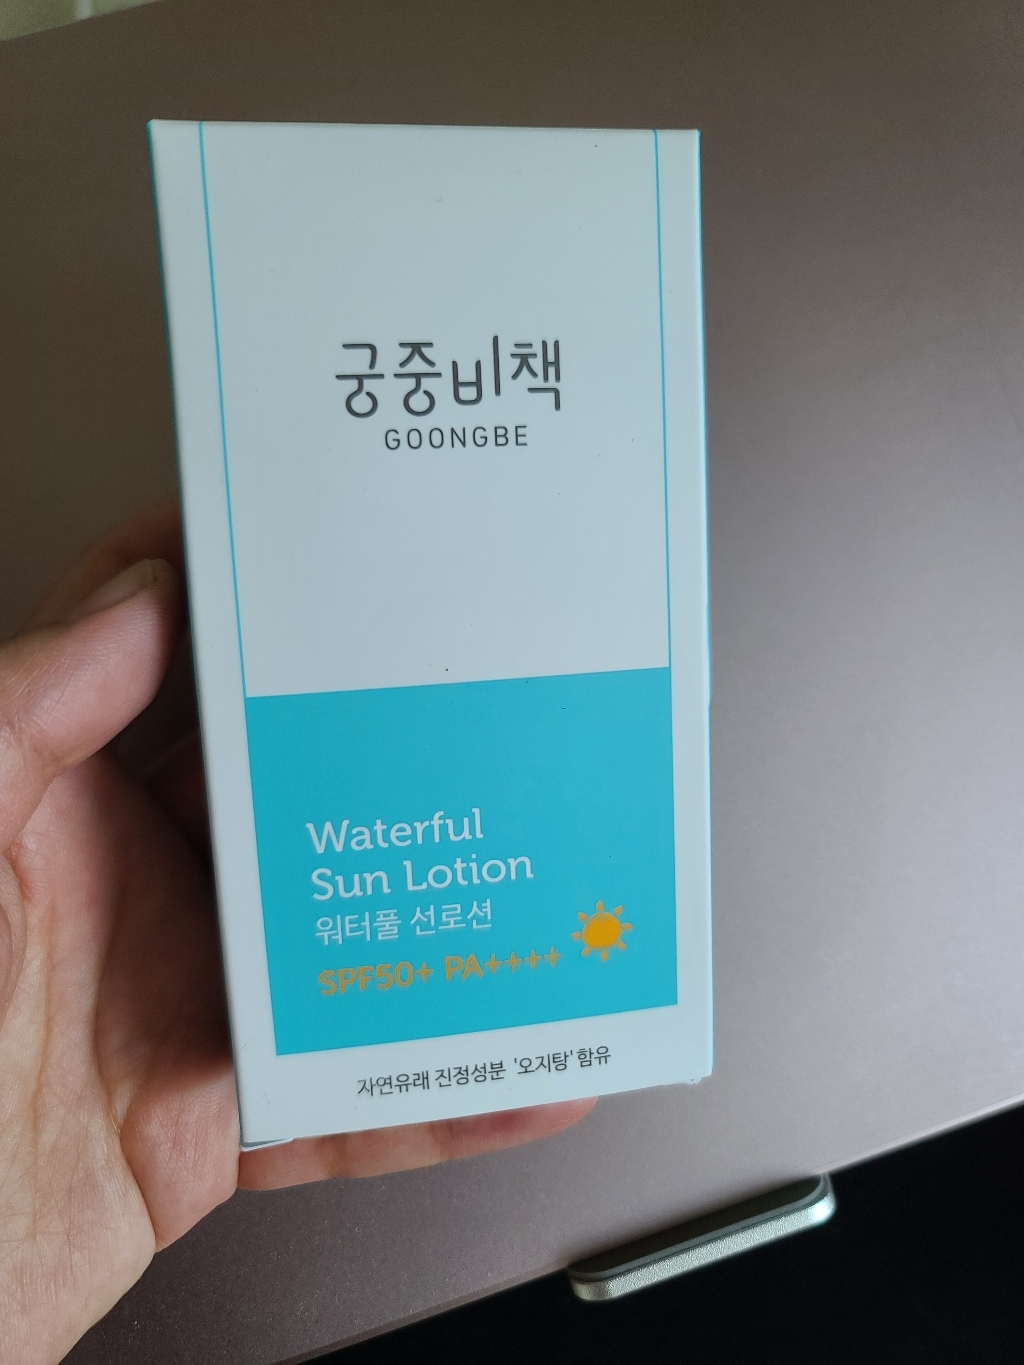 궁중비책
GOONGBE
Waterful
Sun Lotion
워터풀 선로션
SPF50+ PA++++
자연유래 진정성분 '오지탕' 함유